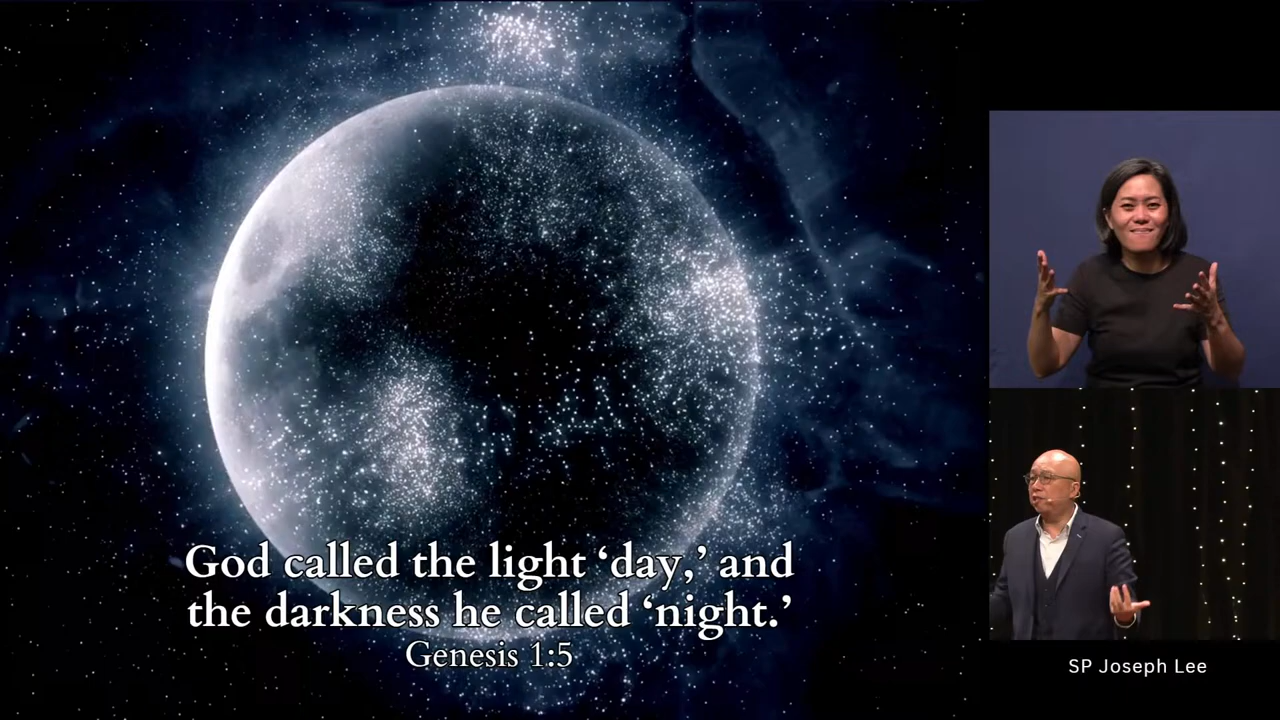 God called the light ‘day,’ and
the darkness he called ‘night.’
Genesis 1:5
SP Joseph Lee